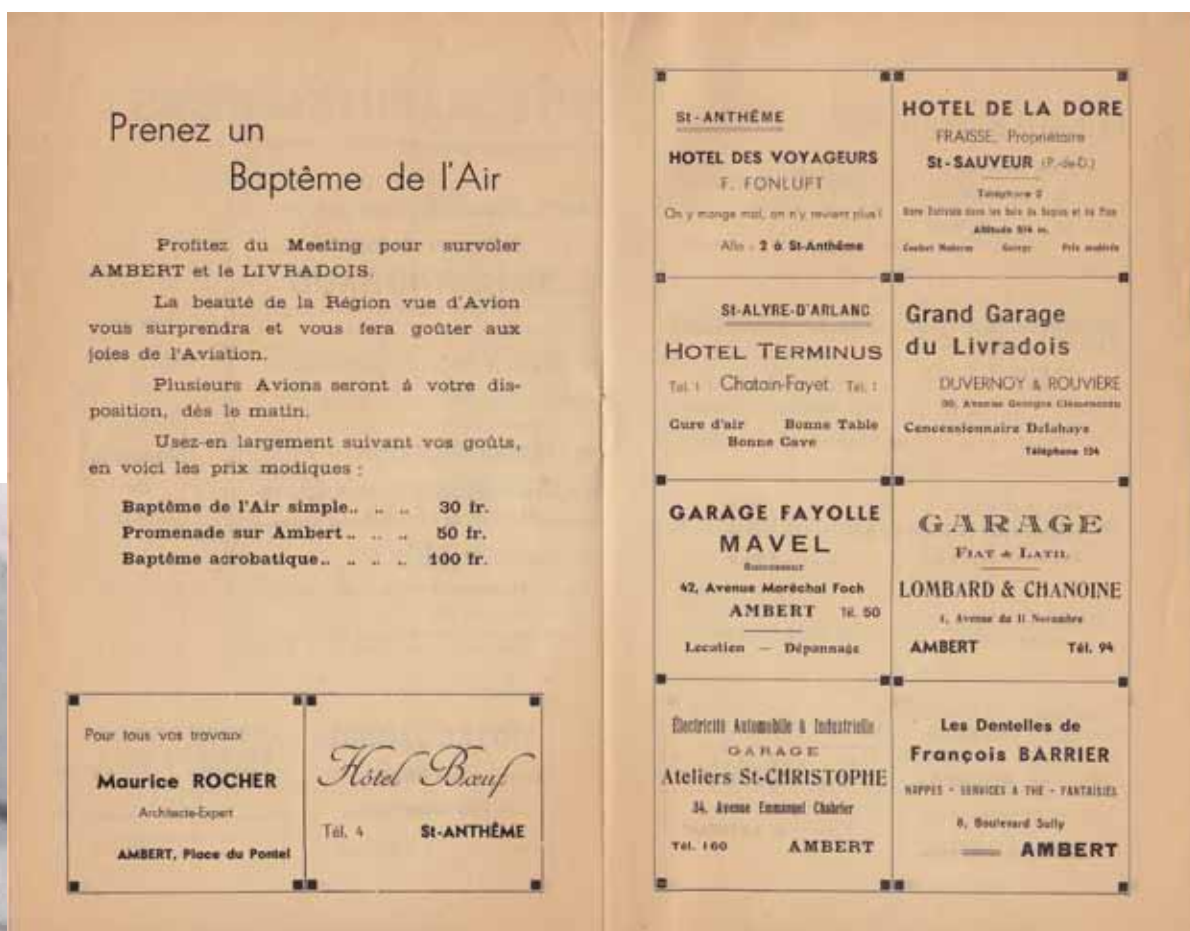 Prenez un
Baptême de l'Air
Profitez du Meeting pour survoler
AMBERT et le LIVRADOIS.
La beauté de la Région vue d'Avion
vous surprendra et vous fera goûter aux
joies de l'Aviation.
Plusieurs Avions seront à votre dis-
position, dès le matin.
Usez-en largement suivant vos goûts,
en voici les prix modiques :
Baptême de l'Air simple.. .. .. 30 fr.
Promenade sur Ambert .. .. .. 50 fr.
Baptême acrobatique.. .. .. .. 100 fr.
Pour tous vos travaux
Maurice ROCHER
Architecte-Expert
AMBERT, Place du Pontel
Hôtel Bœuf
Tél. 4 St-ANTHÊME
St-ANTHÊME
HOTEL DES VOYAGEURS
F. FONLUPT
On y mange mal, on n'y revient plus !
2 à St-Anthême
HOTEL DE LA DORE
FRAISSE, Propriétaire
St-SAUVEUR (P.-de-D.)
Téléphone 2
Altitude 514 m.
Confort Moderne Garage Prix modérés
St-ALYRE-D'ARLANC
HOTEL TERMINUS
Tél. 1 Chatain-Fayet Tél. 1
Cure d'air Bonne Table
Bonne Cave
Grand Garage
du Livradois
DUVERNOY & ROUVIÈRE
Avenue Georges Clémenceau
Concessionnaire Delahaye
Téléphone 124
GARAGE FAYOLLE
MAVEL
Successeur
42, Avenue Maréchal Foch
AMBERT Tél. 50
Location — Dépannage
GARAGE
FIAT & LATIL
LOMBARD & CHANOINE
Avenue du 11 Novembre
AMBERT Tél. 94
Électricité Automobile & Industrielle
GARAGE
Ateliers St-CHRISTOPHE
34, Avenue Emmanuel Chabrier
Tél. 160 AMBERT
Les Dentelles de
François BARRIER
NAPPES - SERVICES A THÉ - FANTAISIES
8, Boulevard Sully
AMBERT